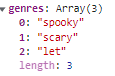 ▼ genres: Array(3)
0: "spooky"
1: "scary"
2: "let"
length: 3